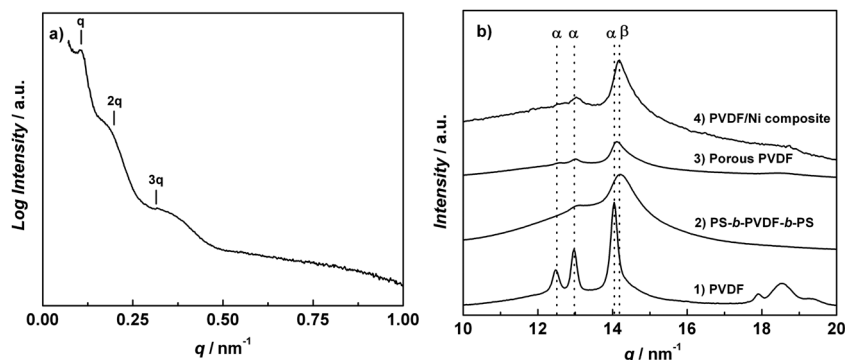 a)
q
2q
3q
Log Intensity / a.u.
0.00 0.25 0.50 0.75 1.00
q / nm⁻¹
b)
α α α β
4) PVDF/Ni composite
3) Porous PVDF
2) PS-b-PVDF-b-PS
1) PVDF
Intensity / a.u.
10 12 14 16 18 20
q / nm⁻¹